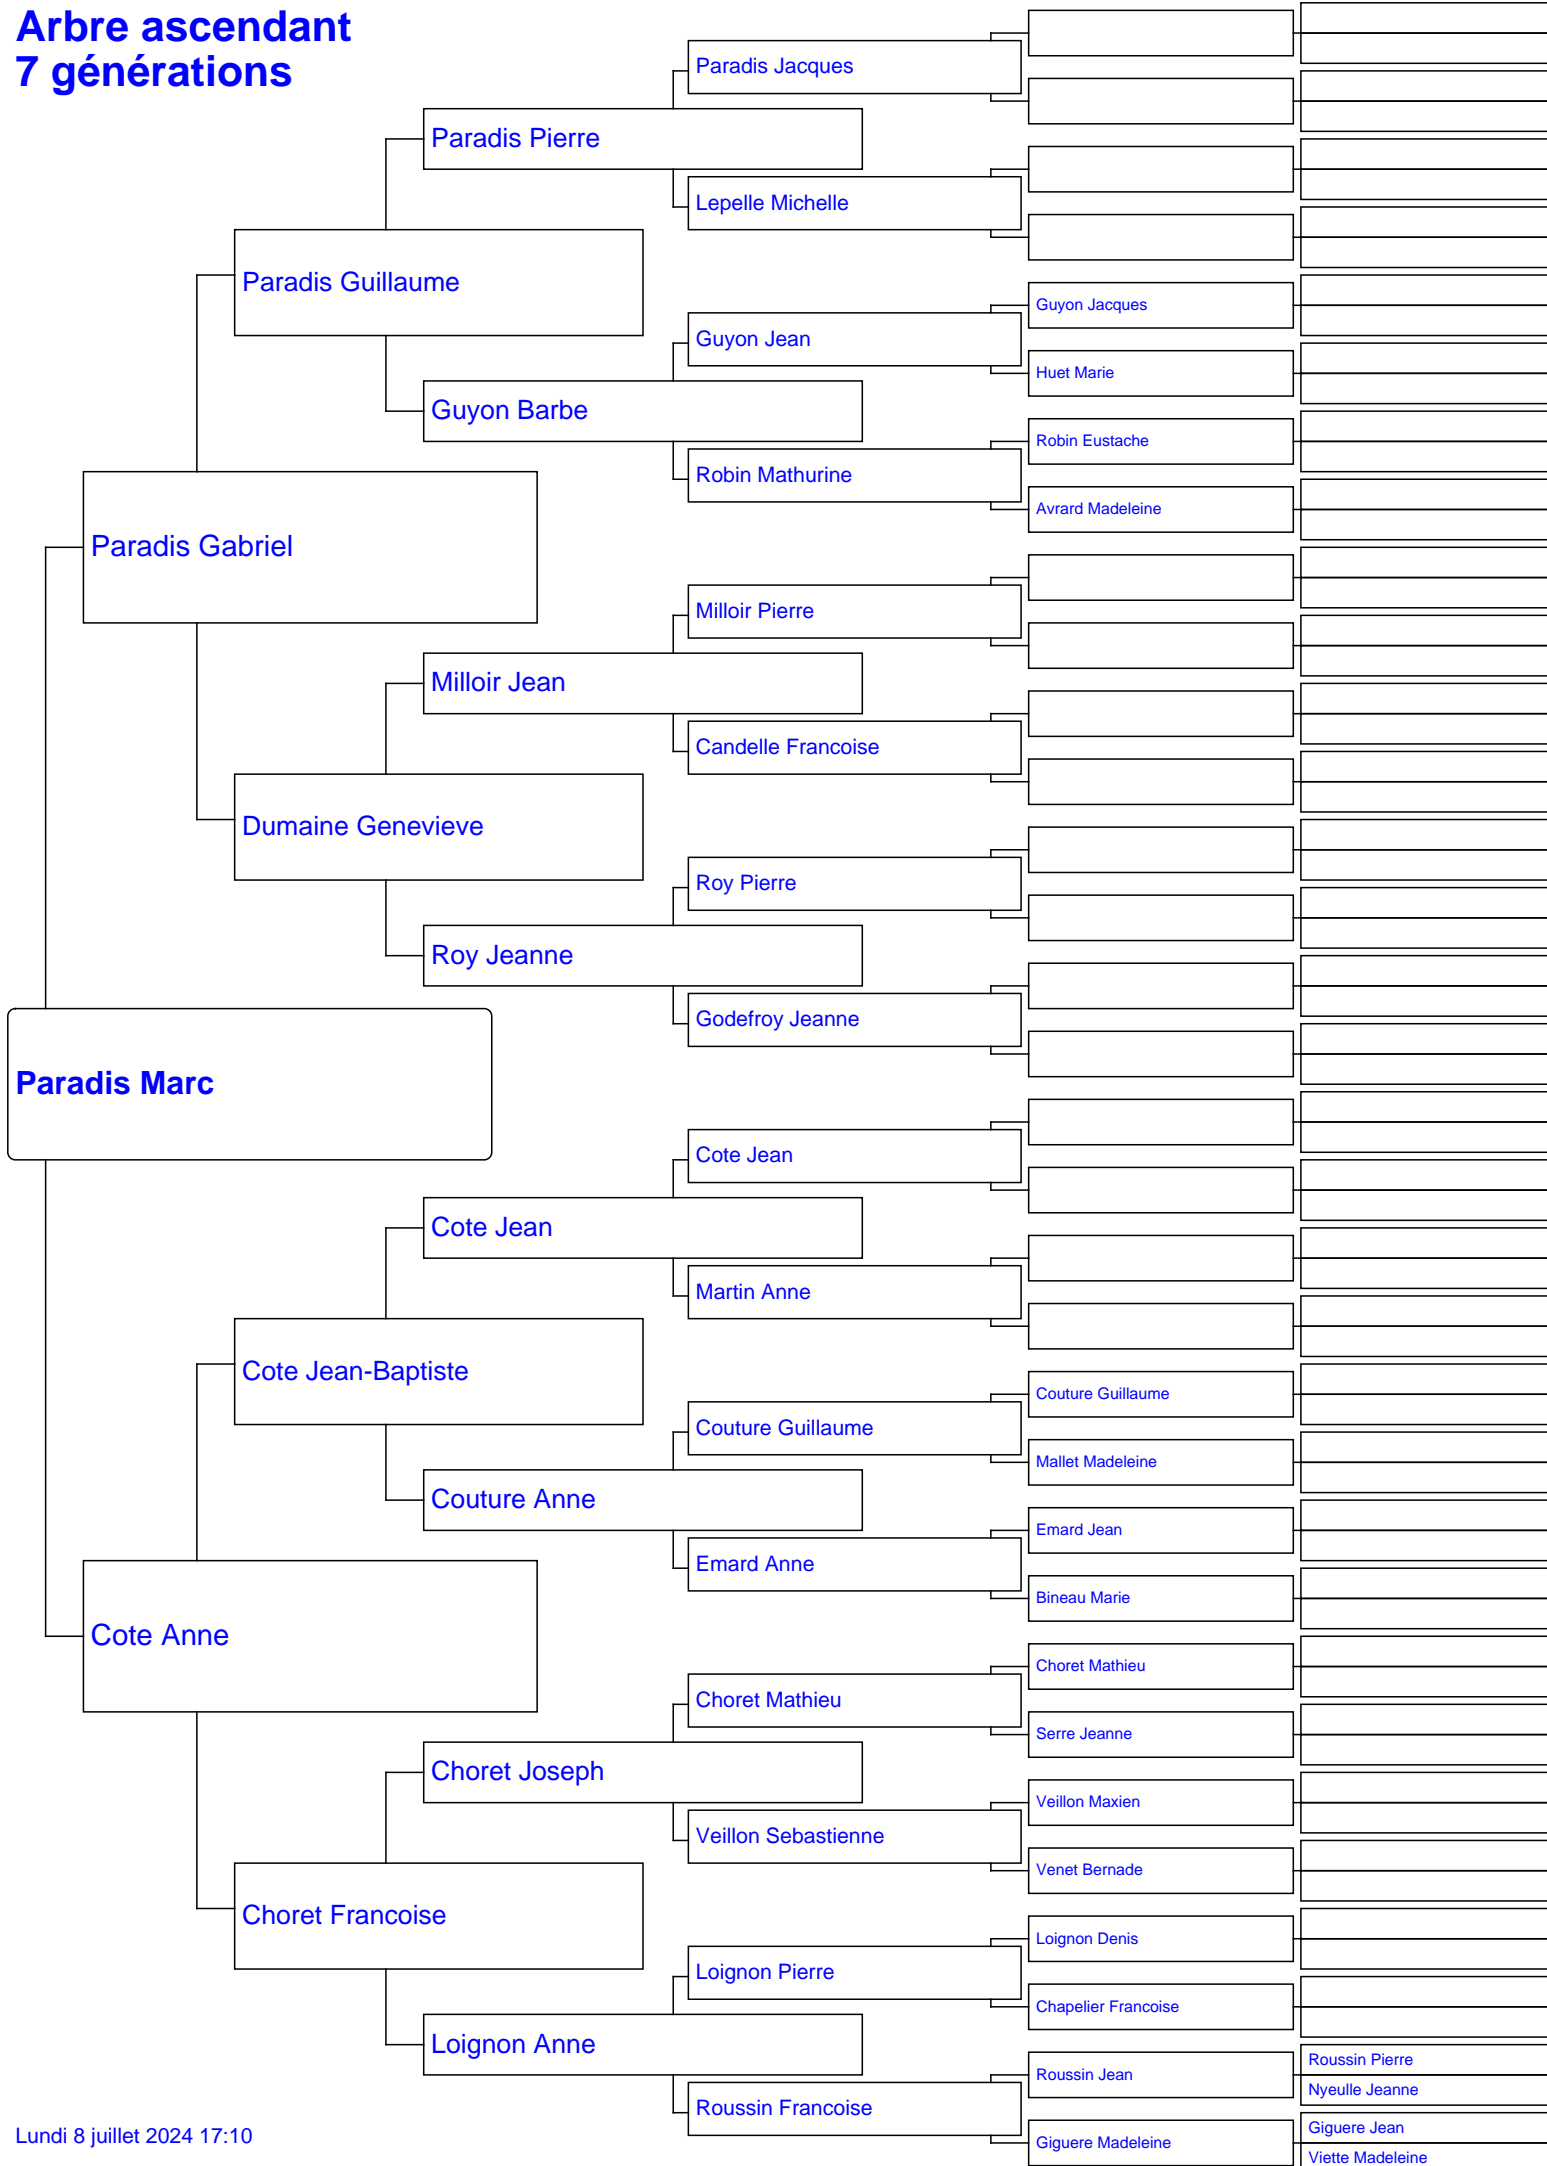 Arbre ascendant
7 générations
Paradis Jacques
Paradis Pierre
Lepelle Michelle
Paradis Guillaume
Guyon Jacques
Guyon Jean
Huet Marie
Guyon Barbe
Robin Eustache
Robin Mathurine
Avrard Madeleine
Paradis Gabriel
Milloir Pierre
Milloir Jean
Candelle Francoise
Dumaine Genevieve
Roy Pierre
Roy Jeanne
Godefroy Jeanne
Paradis Marc
Cote Jean
Cote Jean
Martin Anne
Cote Jean-Baptiste
Couture Guillaume
Couture Guillaume
Mallet Madeleine
Couture Anne
Emard Jean
Emard Anne
Bineau Marie
Cote Anne
Choret Mathieu
Choret Mathieu
Serre Jeanne
Choret Joseph
Veillon Maxien
Veillon Sebastienne
Venet Bernade
Choret Francoise
Loignon Denis
Loignon Pierre
Chapelier Francoise
Loignon Anne
Roussin Pierre
Roussin Jean
Nyeulle Jeanne
Roussin Francoise
Giguere Jean
Giguere Madeleine
Viette Madeleine
Lundi 8 juillet 2024 17:10